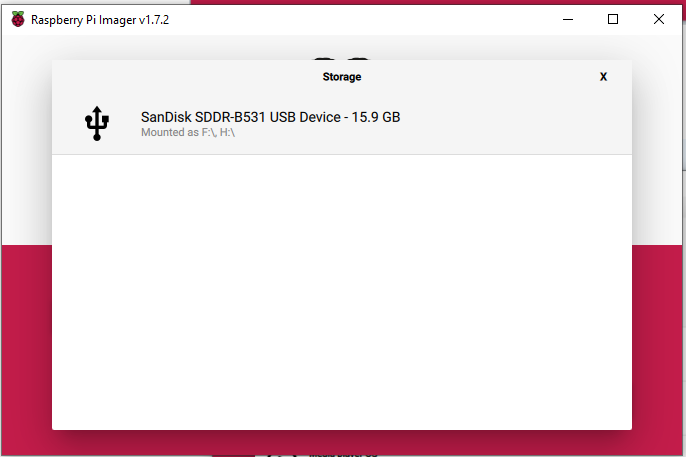 Raspberry Pi Imager v1.7.2
Storage
X
SanDisk SDDR-B531 USB Device - 15.9 GB
Mounted as F:\, H:\